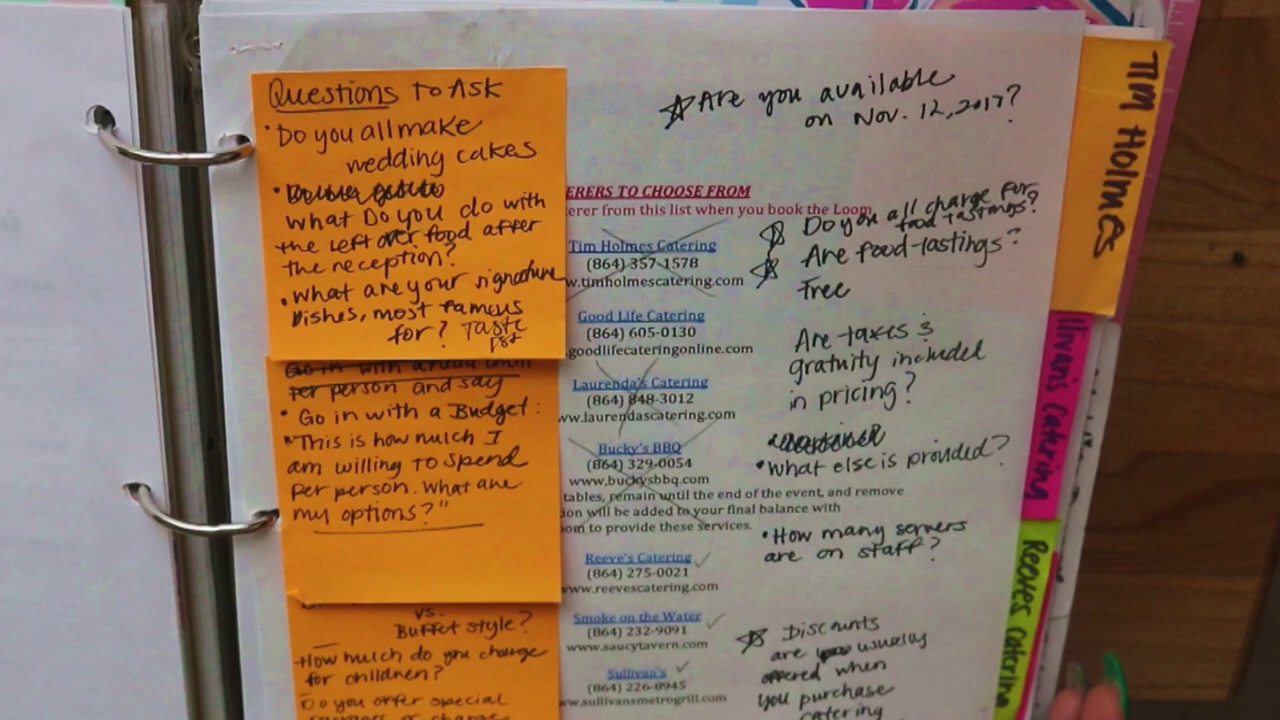 Questions To Ask
• Do you all make
wedding cakes
•
what Do you do with
the left over food after
the reception?
• what are your signature
Dishes, most famous
for? Taste
per person and say
• Go in with a Budget:
"This is how much I
am willing to spend
per person. What are
my options?"
vs.
Buffet style?
How much do you charge
for children?
Do you offer special
☆ Are you available
on Nov. 12, 2017?
ERERS TO CHOOSE FROM
terer from this list when you book the Loom
Tim Holmes Catering
(864) 357-1578
w.timholmescatering.com
Good Life Catering
(864) 605-0130
.goodlifecateringonline.com
Laurenda's Catering
(864) 848-3012
ww.laurendascatering.com
Bucky's BBQ
(864) 329-0054
www.buckysbbq.com
tables, remain until the end of the event, and remove
ion will be added to your final balance with
om to provide these services.
Reeve's Catering
(864) 275-0021
www.reevescatering.com
Smoke on the Water
(864) 232-9091
www.saucytavern.com
Sullivan's
(864) 226-8945
ww.sullivansmetrogrill.com
☆ Do you all charge for
food tastings?
☆ Are food-tastings?
free
Are taxes &
gratuity included
in pricing?
• what else is provided?
• How many servers
are on staff?
☆ Discounts
are usually
offered when
you purchase
catering
TIM HOLMES
llivan's Catering
Reeves Catering